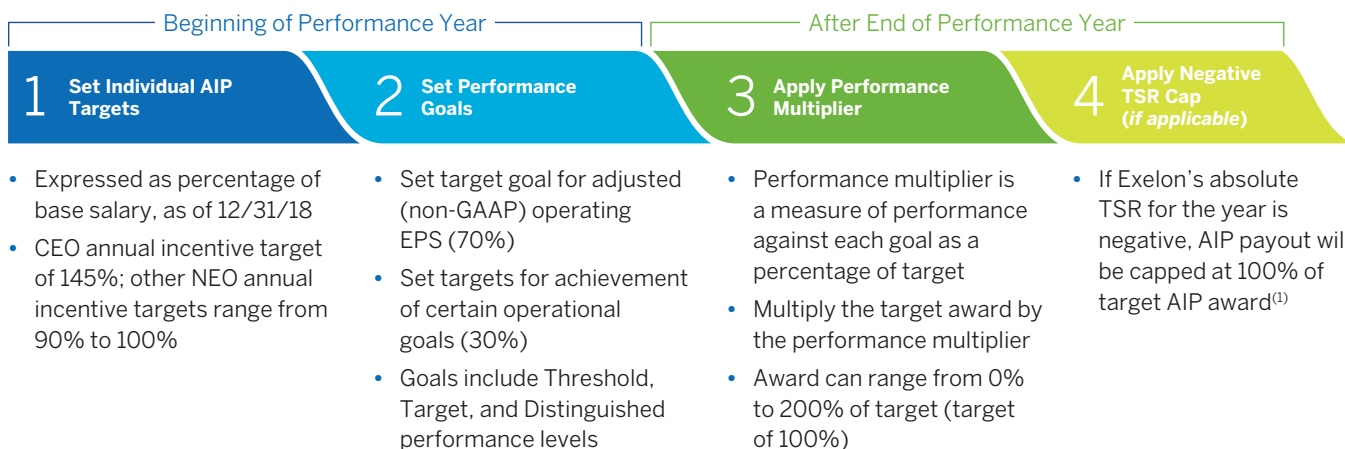 Beginning of Performance Year
After End of Performance Year
1
Set Individual AIP
Targets
2
Set Performance
Goals
3
Apply Performance
Multiplier
4
Apply Negative
TSR Cap
(if applicable)
• Expressed as percentage of
base salary, as of 12/31/18
• CEO annual incentive target
of 145%; other NEO annual
incentive targets range from
90% to 100%
• Set target goal for adjusted
(non-GAAP) operating
EPS (70%)
• Set targets for achievement
of certain operational
goals (30%)
• Goals include Threshold,
Target, and Distinguished
performance levels
• Performance multiplier is
a measure of performance
against each goal as a
percentage of target
• Multiply the target award by
the performance multiplier
• Award can range from 0%
to 200% of target (target
of 100%)
• If Exelon's absolute
TSR for the year is
negative, AIP payout wil
be capped at 100% of
target AIP award(1)